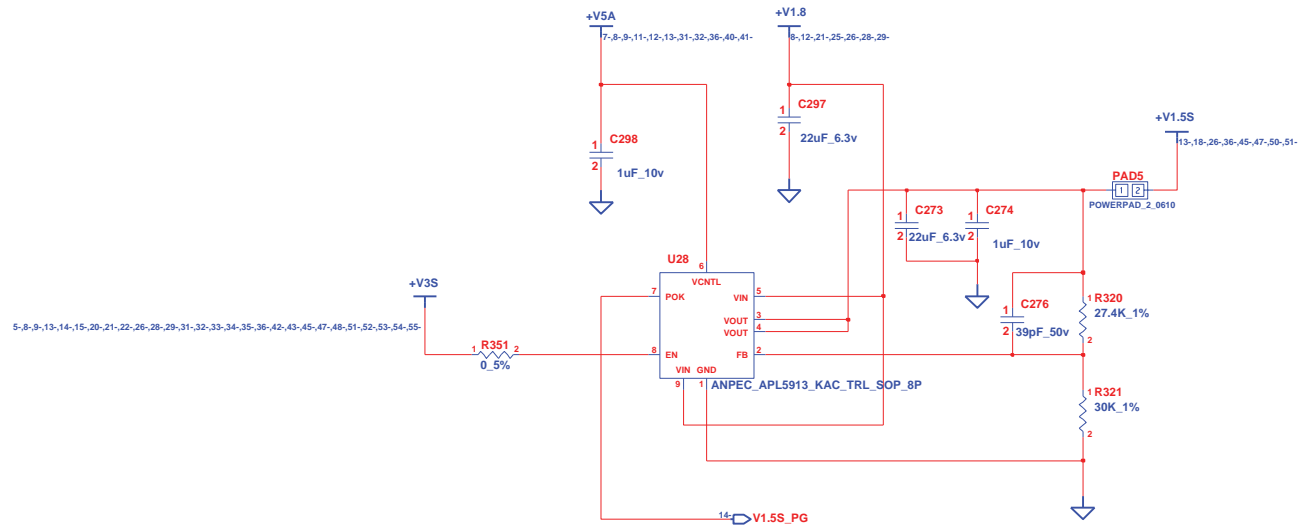 +V5A
7-,8-,9-,11-,12-,13-,31-,32-,36-,40-,41-
+V1.8
8-,12-,21-,25-,26-,28-,29-
1
C297
2
22uF_6.3v
1
C298
2
1uF_10v
+V1.5S
13-,18-,26-,36-,45-,47-,50-,51-
PAD5
1
2
POWERPAD_2_0610
1
C273
2
22uF_6.3v
1
C274
2
1uF_10v
U28
6
VCNTL
7
POK
VIN
5
VOUT
3
VOUT
4
8
EN
FB
2
VIN
GND
9
1
ANPEC_APL5913_KAC_TRL_SOP_8P
+V3S
5-,8-,9-,13-,14-,15-,20-,21-,22-,26-,28-,29-,31-,32-,33-,34-,35-,36-,42-,43-,45-,47-,48-,51-,52-,53-,54-,55-
1
R351
2
0_5%
C276
1
2
39pF_50v
1
R320
27.4K_1%
2
1
R321
30K_1%
2
14-
V1.5S_PG